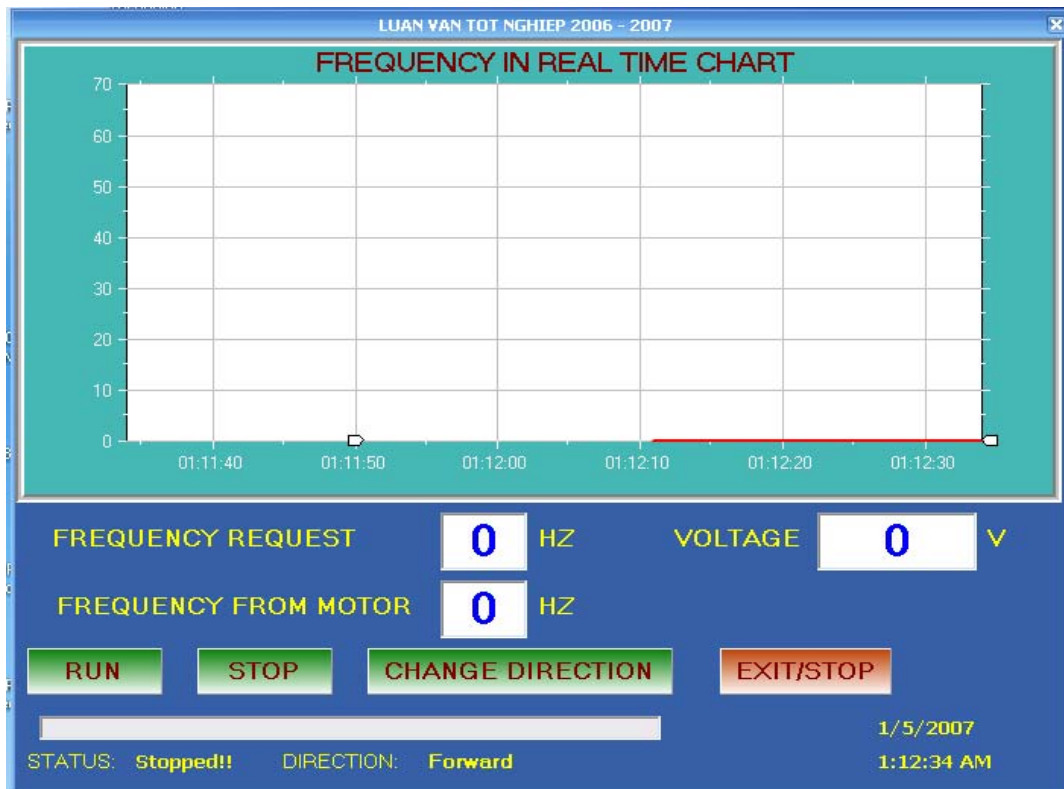 LUAN VAN TOT NGHIEP 2006 - 2007
FREQUENCY IN REAL TIME CHART
70
60
50
40
30
20
10
0
01:11:40 01:11:50 01:12:00 01:12:10 01:12:20 01:12:30
FREQUENCY REQUEST 0 HZ VOLTAGE 0 V
FREQUENCY FROM MOTOR 0 HZ
RUN STOP CHANGE DIRECTION EXIT/STOP
1/5/2007
STATUS: Stopped!! DIRECTION: Forward 1:12:34 AM